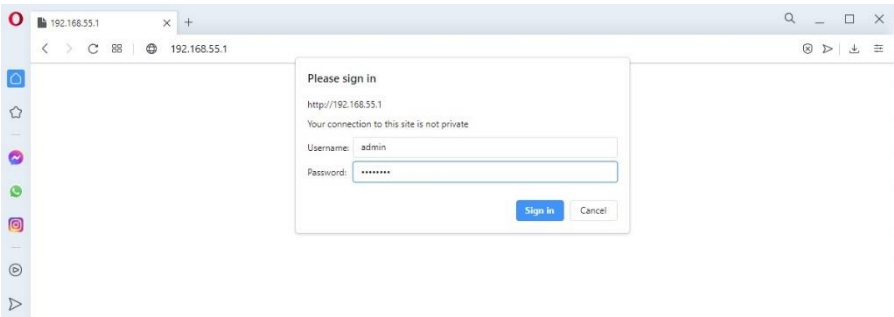 192.168.55.1
192.168.55.1
Please sign in
http://192.168.55.1
Your connection to this site is not private
Username: admin
Password: ••••••••
Sign in Cancel